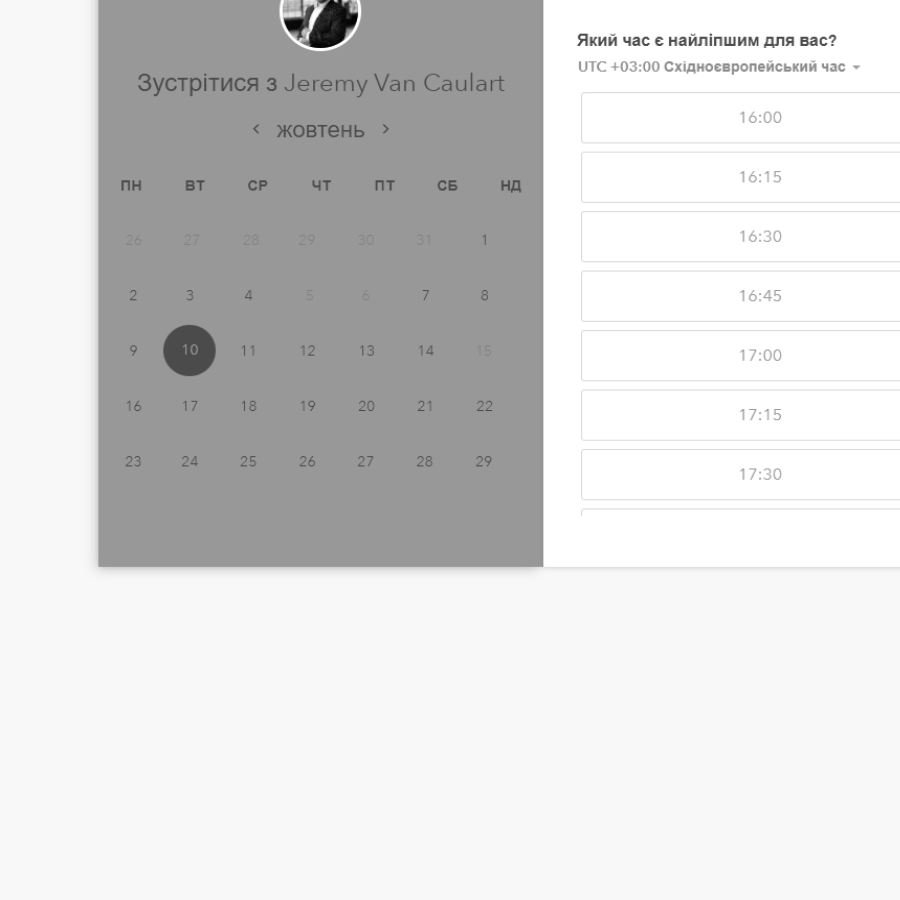 Зустрітися з Jeremy Van Caulart
жовтень
ПН ВТ СР ЧТ ПТ СБ НД
26 27 28 29 30 31 1
2 3 4 5 6 7 8
9 10 11 12 13 14 15
16 17 18 19 20 21 22
23 24 25 26 27 28 29
Який час є найліпшим для вас?
UTC +03:00 Східноєвропейський час
16:00
16:15
16:30
16:45
17:00
17:15
17:30